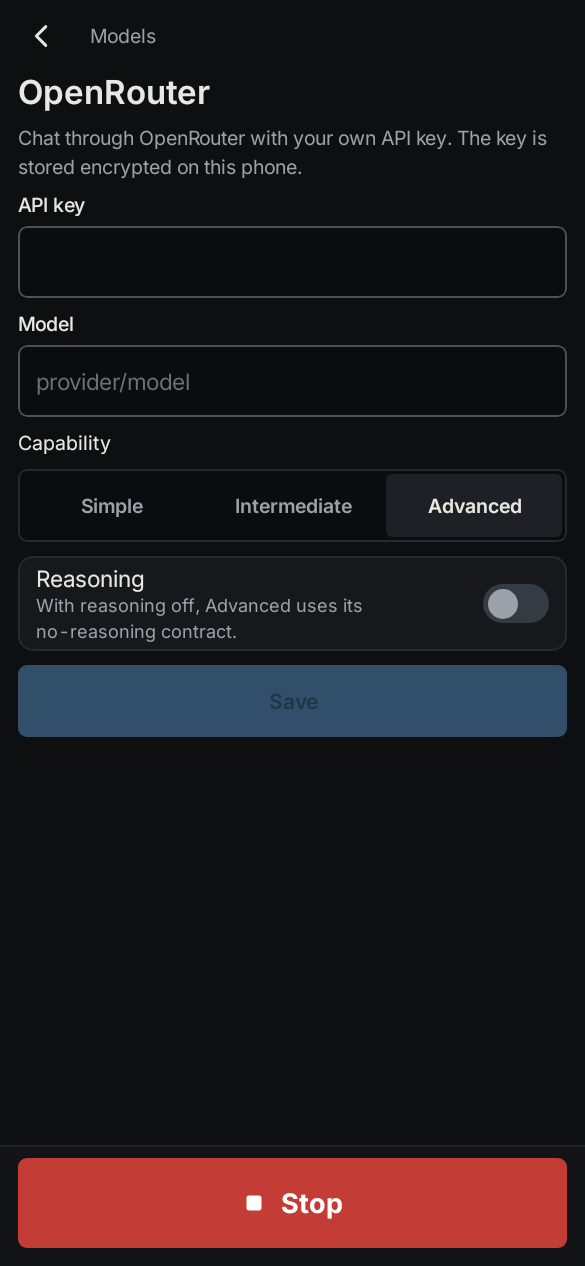 Models
OpenRouter
Chat through OpenRouter with your own API key. The key is
stored encrypted on this phone.
API key
Model
provider/model
Capability
Simple
Intermediate
Advanced
Reasoning
With reasoning off, Advanced uses its
no-reasoning contract.
Save
Stop